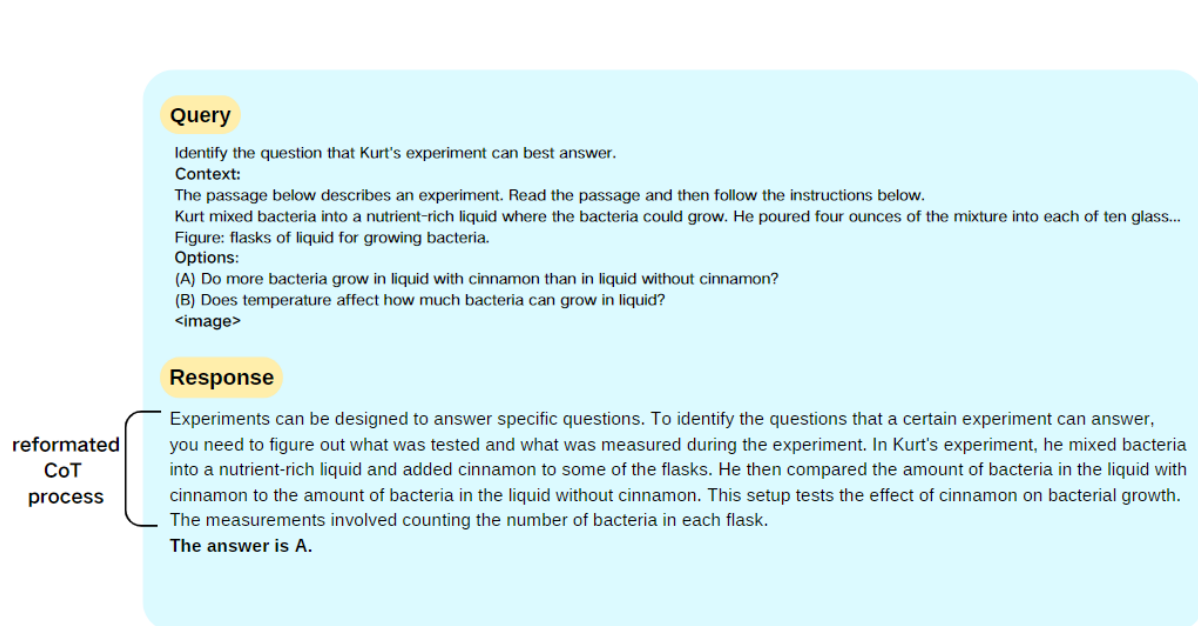 Query
Identify the question that Kurt's experiment can best answer.
Context:
The passage below describes an experiment. Read the passage and then follow the instructions below.
Kurt mixed bacteria into a nutrient-rich liquid where the bacteria could grow. He poured four ounces of the mixture into each of ten glass...
Figure: flasks of liquid for growing bacteria.
Options:
(A) Do more bacteria grow in liquid with cinnamon than in liquid without cinnamon?
(B) Does temperature affect how much bacteria can grow in liquid?
<image>
Response
Experiments can be designed to answer specific questions. To identify the questions that a certain experiment can answer,
you need to figure out what was tested and what was measured during the experiment. In Kurt's experiment, he mixed bacteria
into a nutrient-rich liquid and added cinnamon to some of the flasks. He then compared the amount of bacteria in the liquid with
cinnamon to the amount of bacteria in the liquid without cinnamon. This setup tests the effect of cinnamon on bacterial growth.
The measurements involved counting the number of bacteria in each flask.
The answer is A.
reformated
CoT
process